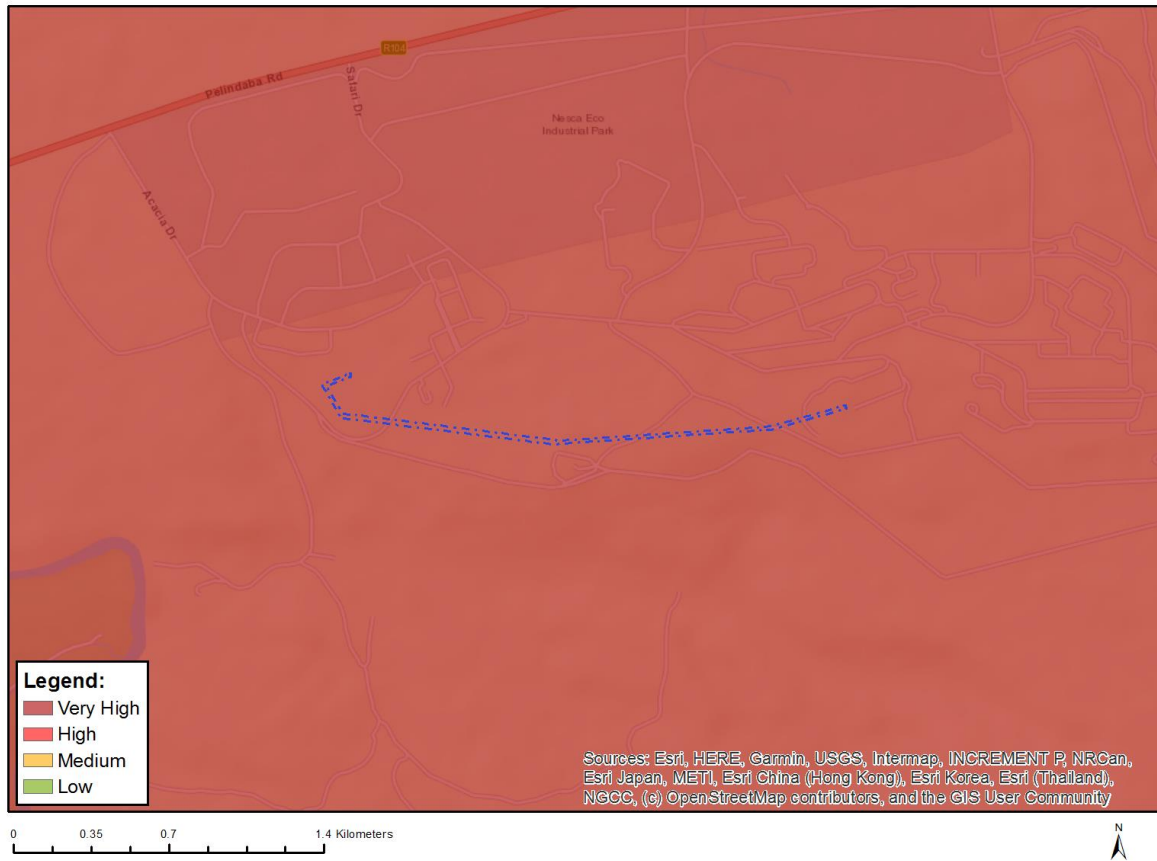 R104
Pelindaba Rd
Safari Dr
Acacia Dr
Necsa Eco
Industrial Park
Legend:
Very High
High
Medium
Low
Sources: Esri, HERE, Garmin, USGS, Intermap, INCREMENT P, NRCan,
Esri Japan, METI, Esri China (Hong Kong), Esri Korea, Esri (Thailand),
NGCC, (c) OpenStreetMap contributors, and the GIS User Community
0 0.35 0.7 1.4 Kilometers
N